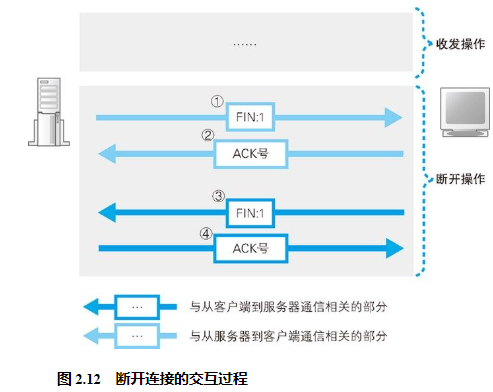 ……
收发操作
①
FIN:1
②
ACK号
断开操作
③
FIN:1
④
ACK号
… 与从客户端到服务器通信相关的部分
… 与从服务器到客户端通信相关的部分
图 2.12 断开连接的交互过程